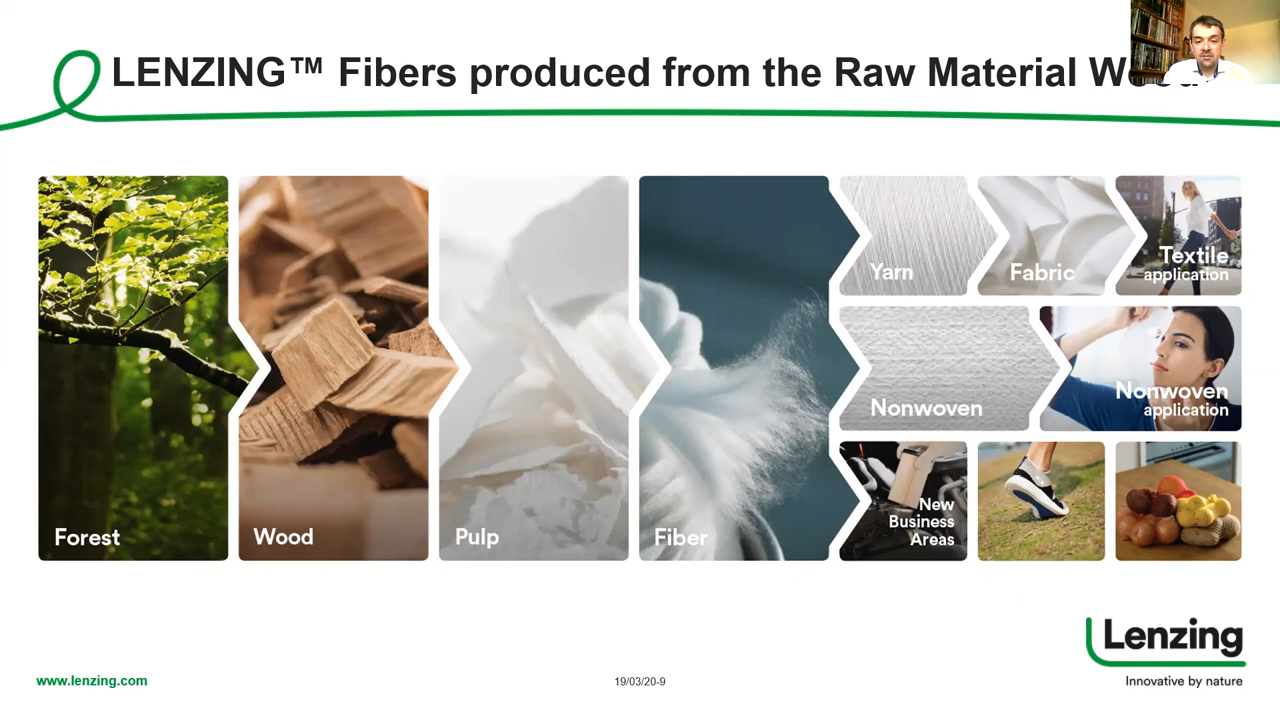 LENZING™ Fibers produced from the Raw Material
Forest
Wood
Pulp
Fiber
Yarn
Fabric
Textile
application
Nonwoven
Nonwoven
application
New
Business
Areas
Lenzing
Innovative by nature
www.lenzing.com
19/03/20-9